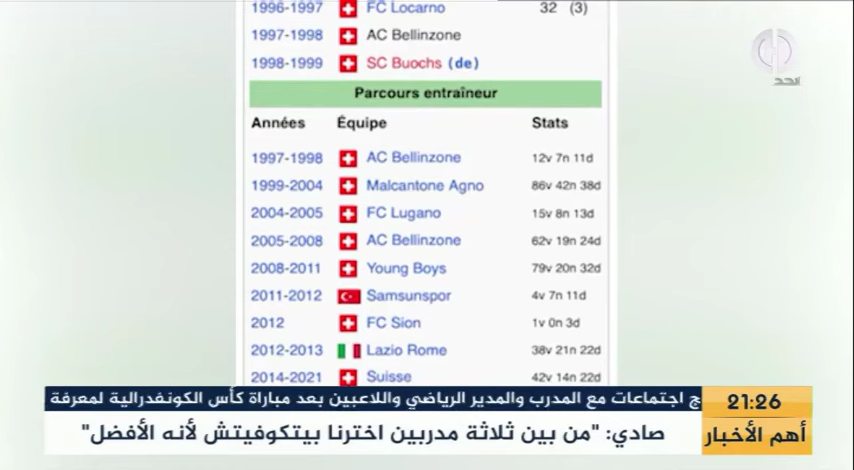 1996-1997 FC Locarno 32 (3)
1997-1998 AC Bellinzone
1998-1999 SC Buochs (de)
Parcours entraîneur
Années Équipe Stats
1997-1998 AC Bellinzone 12v 7n 11d
1999-2004 Malcantone Agno 86v 42n 38d
2004-2005 FC Lugano 15v 8n 13d
2005-2008 AC Bellinzone 62v 19n 24d
2008-2011 Young Boys 79v 20n 32d
2011-2012 Samsunspor 4v 7n 11d
2012 FC Sion 1v 0n 3d
2012-2013 Lazio Rome 38v 21n 22d
2014-2021 Suisse 42v 14n 22d
ج اجتماعات مع المدرب والمدير الرياضي واللاعبين بعد مباراة كأس الكونفدرالية لمعرفة
21:26
صادي: "من بين ثلاثة مدربين اخترنا بيتكوفيتش لأنه الأفضل"
أهم الأخبار